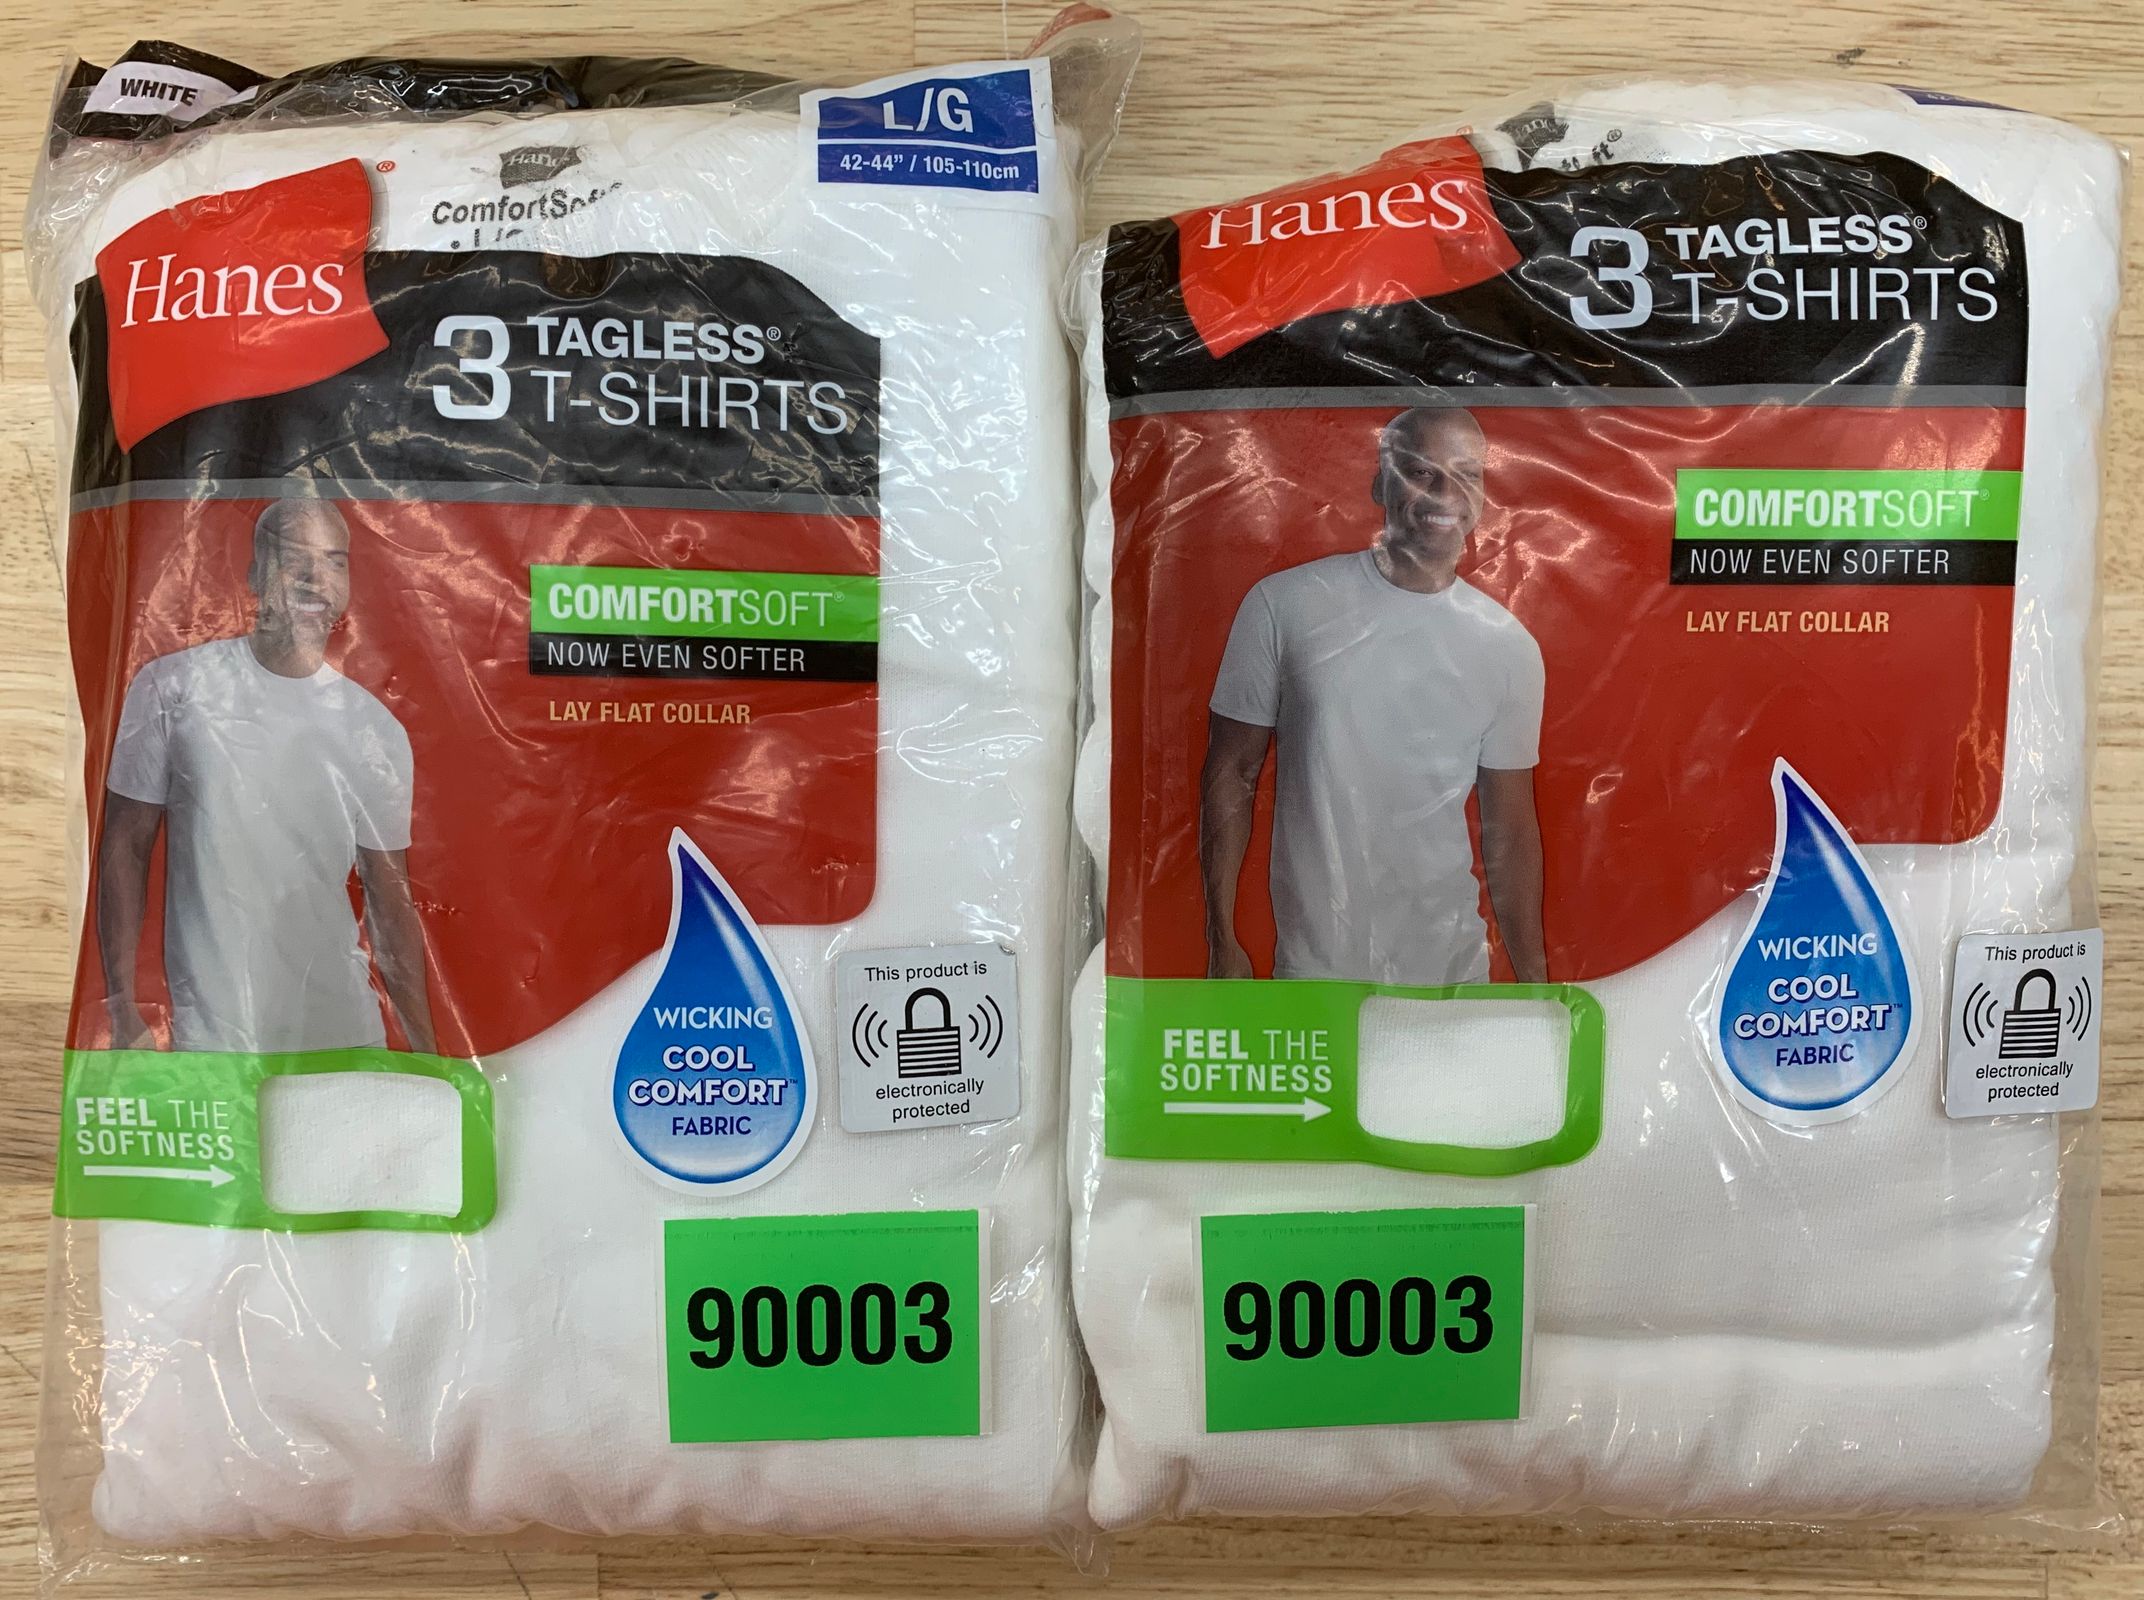 WHITE
L/G
42-44” / 105-110cm
Hanes
ComfortSoft
Hanes®
3 TAGLESS®
T-SHIRTS
COMFORTSOFT®
NOW EVEN SOFTER
LAY FLAT COLLAR
WICKING
COOL
COMFORT™
FABRIC
This product is
electronically
protected
FEEL THE
SOFTNESS
90003
Hanes
3 TAGLESS®
T-SHIRTS
COMFORTSOFT®
NOW EVEN SOFTER
LAY FLAT COLLAR
WICKING
COOL
COMFORT™
FABRIC
This product is
electronically
protected
FEEL THE
SOFTNESS
90003